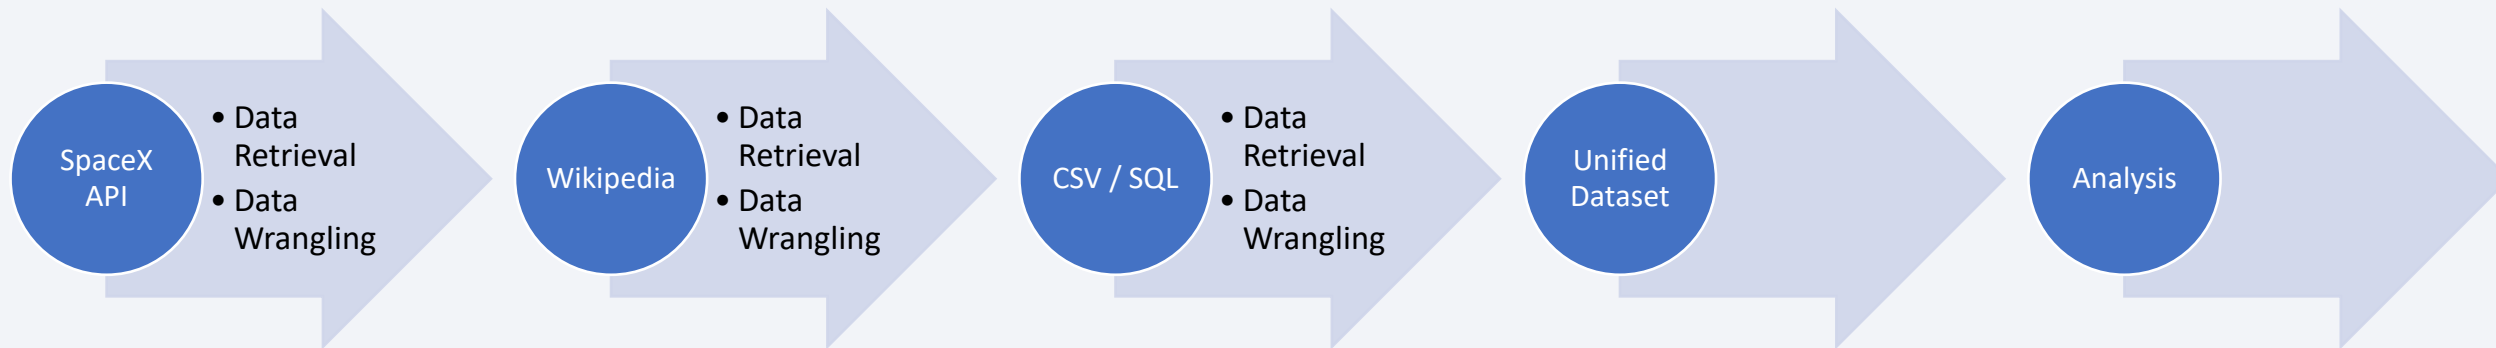 SpaceX
API
• Data
Retrieval
• Data
Wrangling
Wikipedia
• Data
Retrieval
• Data
Wrangling
CSV / SQL
• Data
Retrieval
• Data
Wrangling
Unified
Dataset
Analysis